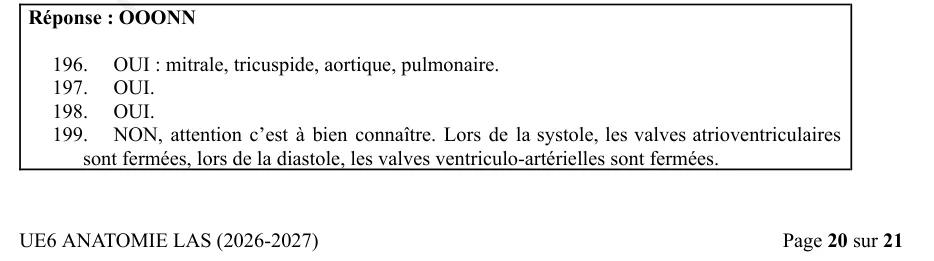 Réponse : OOONN
196. OUI : mitrale, tricuspide, aortique, pulmonaire.
197. OUI.
198. OUI.
199. NON, attention c’est à bien connaître. Lors de la systole, les valves atrioventriculaires
sont fermées, lors de la diastole, les valves ventriculo-artérielles sont fermées.
UE6 ANATOMIE LAS (2026-2027) Page 20 sur 21